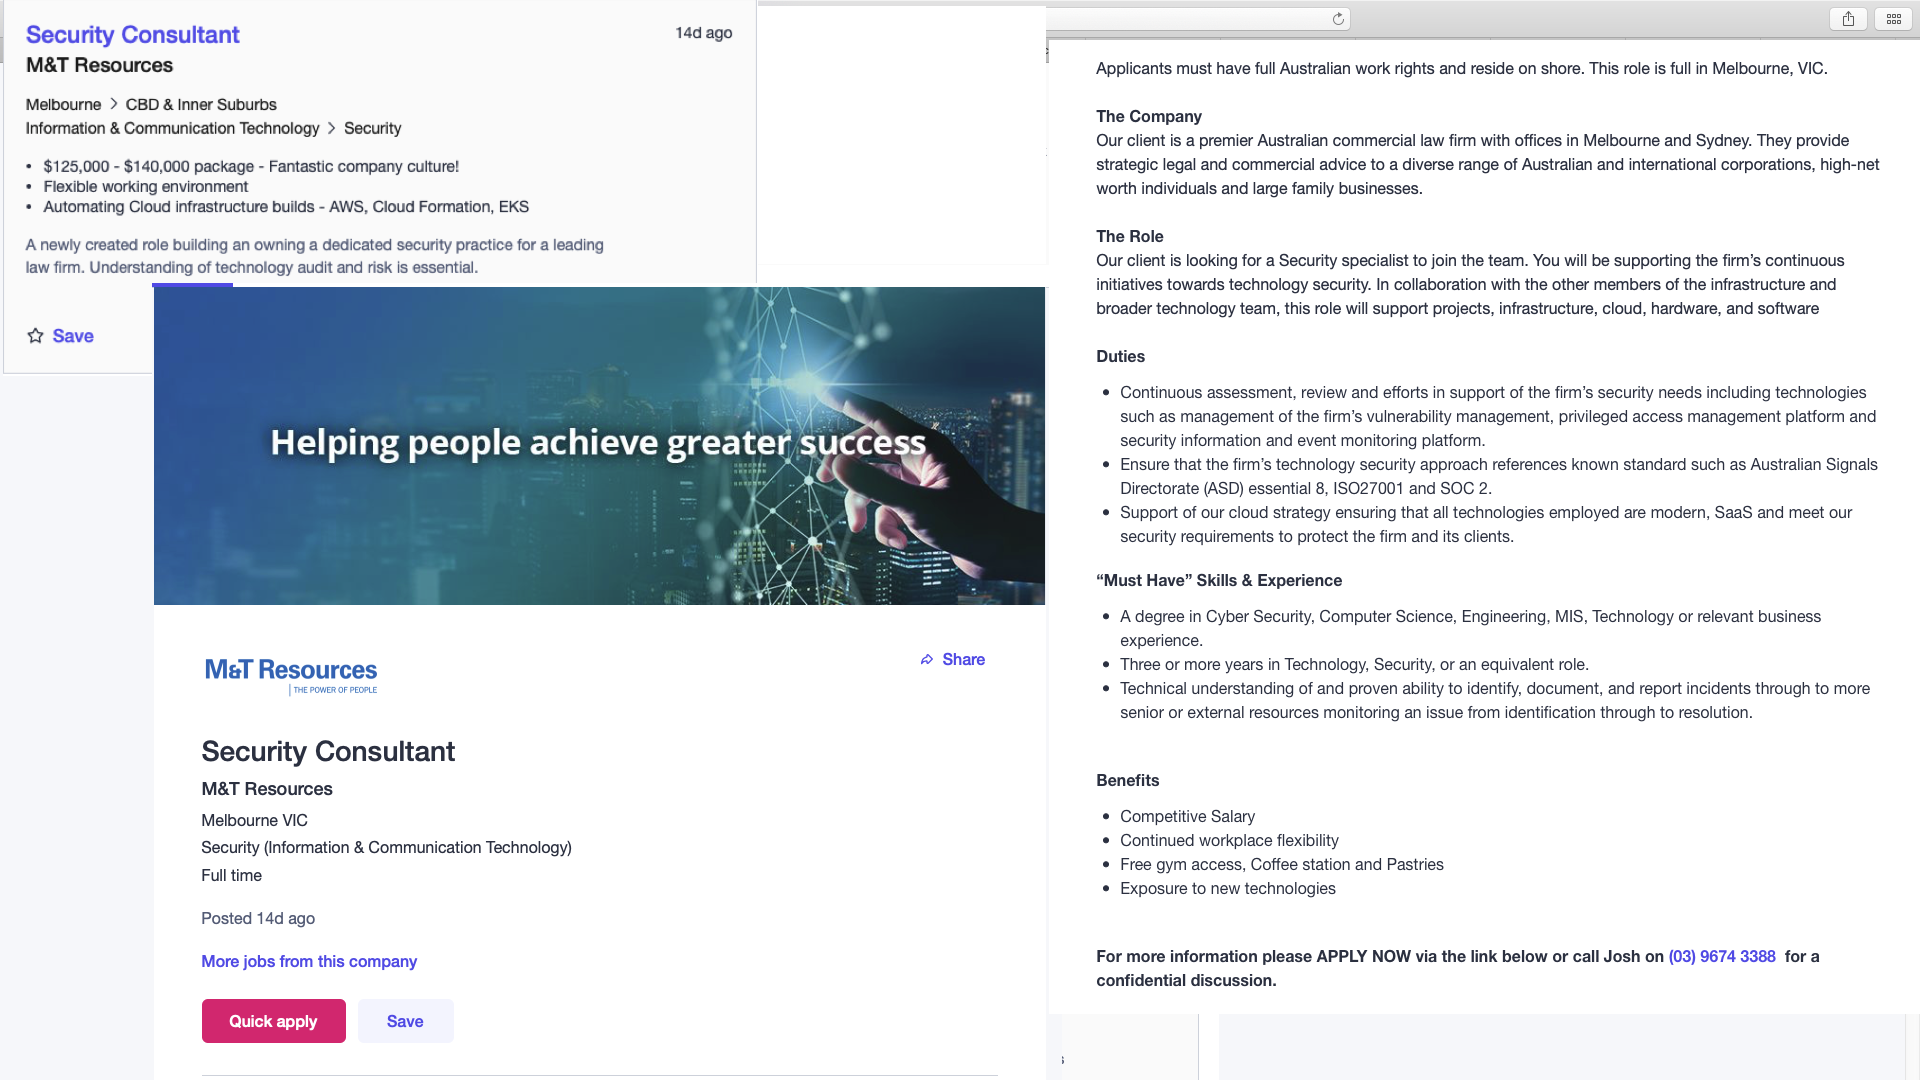 Security Consultant
14d ago
M&T Resources
Melbourne > CBD & Inner Suburbs
Information & Communication Technology > Security
• $125,000 - $140,000 package - Fantastic company culture!
• Flexible working environment
• Automating Cloud infrastructure builds - AWS, Cloud Formation, EKS
A newly created role building an owning a dedicated security practice for a leading
law firm. Understanding of technology audit and risk is essential.
Save
Helping people achieve greater success
M&T Resources
THE POWER OF PEOPLE
Share
Security Consultant
M&T Resources
Melbourne VIC
Security (Information & Communication Technology)
Full time
Posted 14d ago
More jobs from this company
Quick apply
Save
Applicants must have full Australian work rights and reside on shore. This role is full in Melbourne, VIC.
The Company
Our client is a premier Australian commercial law firm with offices in Melbourne and Sydney. They provide
strategic legal and commercial advice to a diverse range of Australian and international corporations, high-net
worth individuals and large family businesses.
The Role
Our client is looking for a Security specialist to join the team. You will be supporting the firm’s continuous
initiatives towards technology security. In collaboration with the other members of the infrastructure and
broader technology team, this role will support projects, infrastructure, cloud, hardware, and software
Duties
• Continuous assessment, review and efforts in support of the firm’s security needs including technologies
such as management of the firm’s vulnerability management, privileged access management platform and
security information and event monitoring platform.
• Ensure that the firm’s technology security approach references known standard such as Australian Signals
Directorate (ASD) essential 8, ISO27001 and SOC 2.
• Support of our cloud strategy ensuring that all technologies employed are modern, SaaS and meet our
security requirements to protect the firm and its clients.
“Must Have” Skills & Experience
• A degree in Cyber Security, Computer Science, Engineering, MIS, Technology or relevant business
experience.
• Three or more years in Technology, Security, or an equivalent role.
• Technical understanding of and proven ability to identify, document, and report incidents through to more
senior or external resources monitoring an issue from identification through to resolution.
Benefits
• Competitive Salary
• Continued workplace flexibility
• Free gym access, Coffee station and Pastries
• Exposure to new technologies
For more information please APPLY NOW via the link below or call Josh on (03) 9674 3388 for a
confidential discussion.